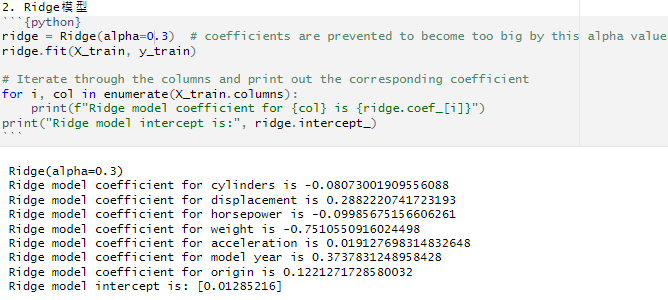 2. Ridge模型
```{python}
ridge = Ridge(alpha=0.3)  # coefficients are prevented to become too big by this alpha value
ridge.fit(X_train, y_train)
# Iterate through the columns and print out the corresponding coefficient
for i, col in enumerate(X_train.columns):
    print(f"Ridge model coefficient for {col} is {ridge.coef_[i]}")
print("Ridge model intercept is:", ridge.intercept_)
```
Ridge(alpha=0.3)
Ridge model coefficient for cylinders is -0.08073001909556088
Ridge model coefficient for displacement is 0.2882220741723193
Ridge model coefficient for horsepower is -0.09985675156606261
Ridge model coefficient for weight is -0.7510550916024498
Ridge model coefficient for acceleration is 0.019127698314832648
Ridge model coefficient for model year is 0.3737831248958428
Ridge model coefficient for origin is 0.1221271728580032
Ridge model intercept is: [0.01285216]